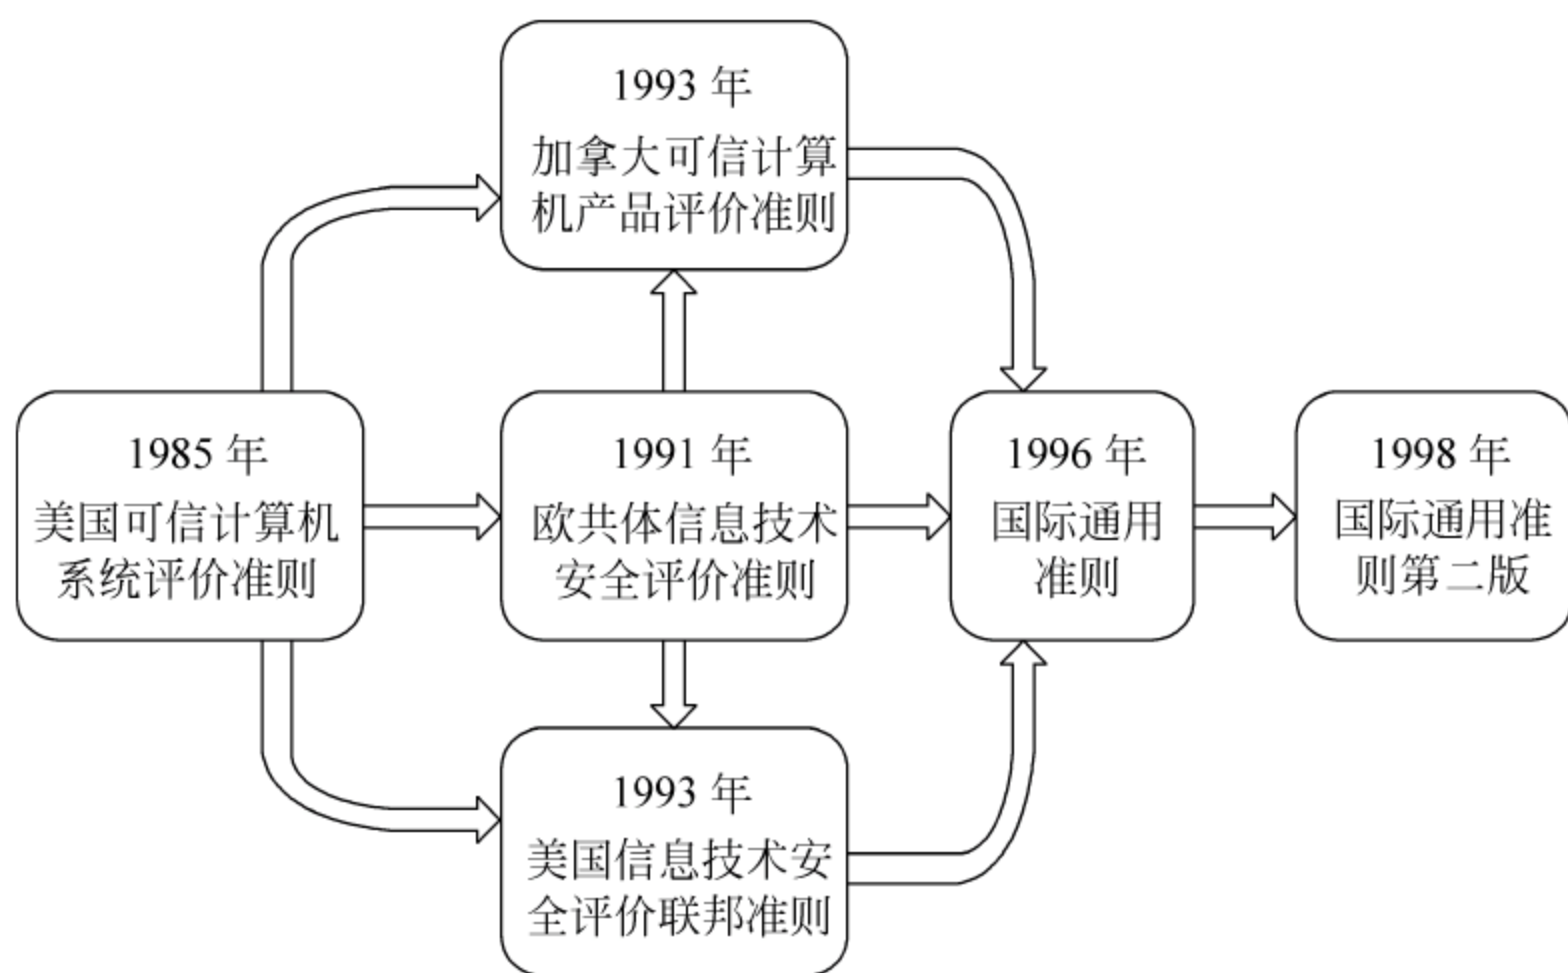 1993 年
加拿大可信计算
机产品评价准则
1985 年
美国可信计算机
系统评价准则
1991 年
欧共体信息技术
安全评价准则
1996 年
国际通用
准则
1998 年
国际通用准
则第二版
1993 年
美国信息技术安
全评价联邦准则